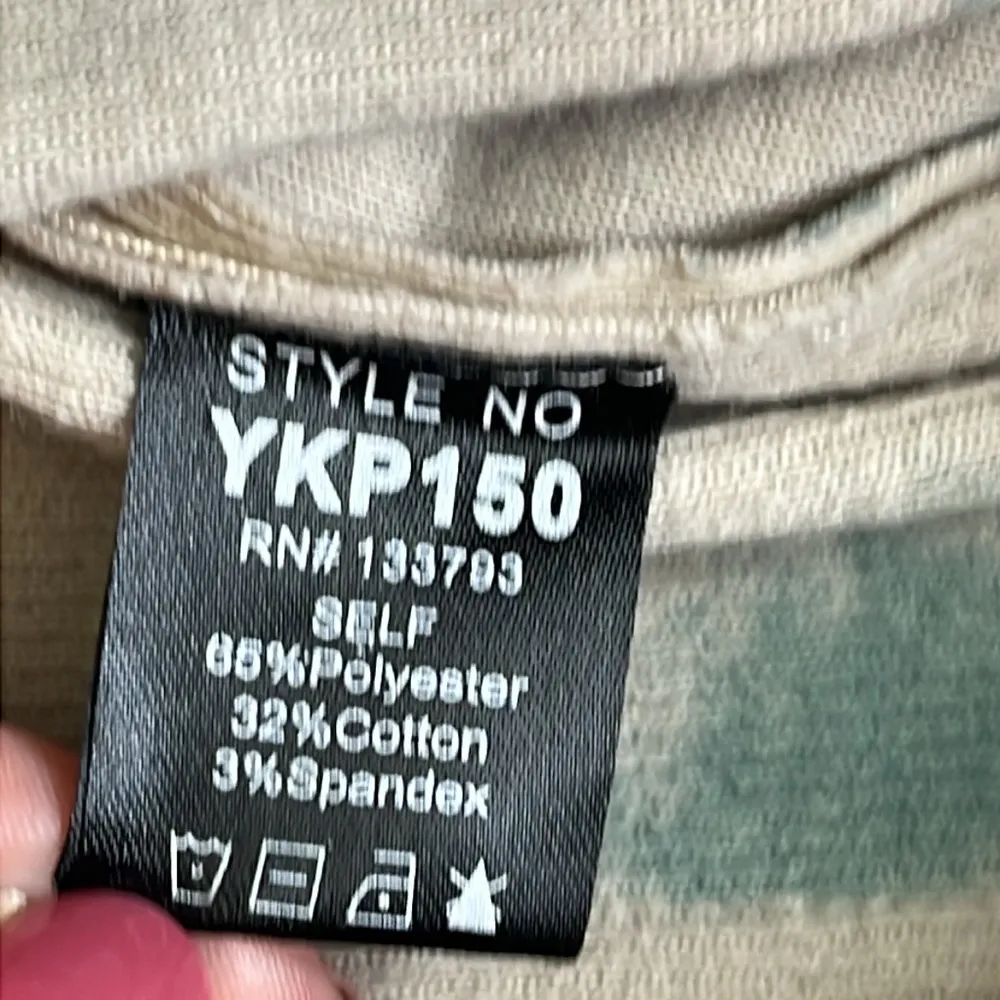 STYLE NO
YKP150
RN# 133793
SELF
65%Polyester
32%Cotton
3%Spandex